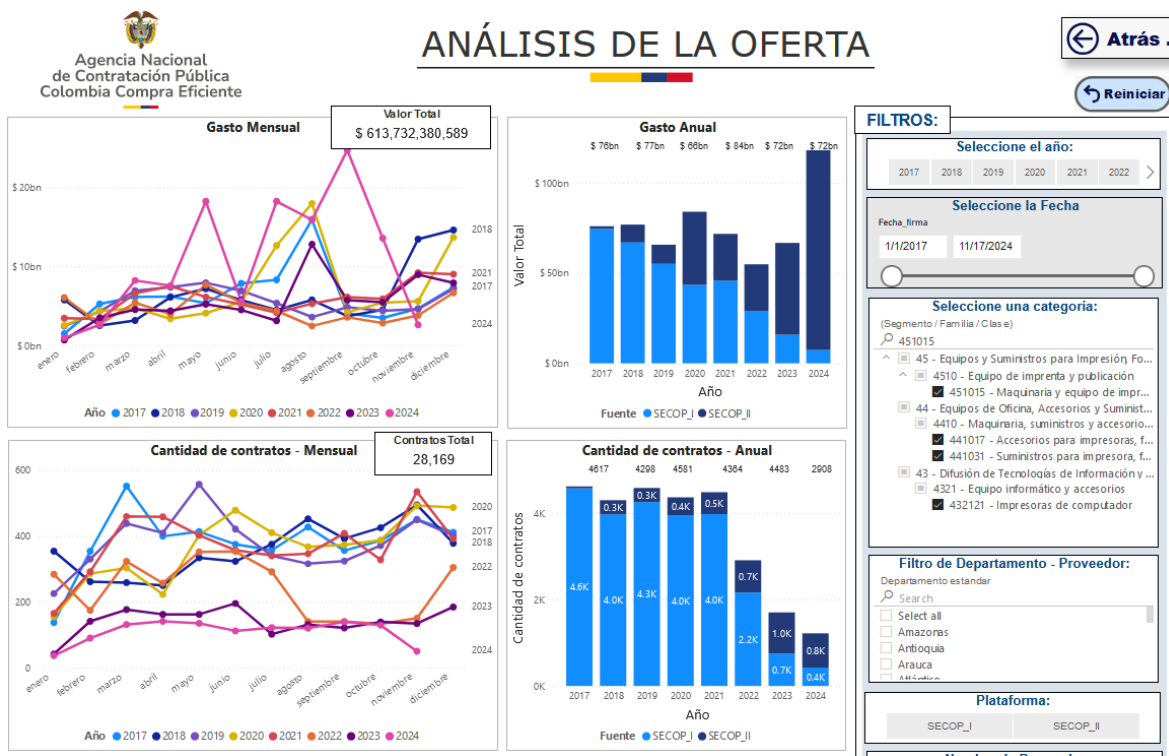 Agencia Nacional
de Contratación Pública
Colombia Compra Eficiente
ANÁLISIS DE LA OFERTA
Atrás .
Reiniciar
Gasto Mensual
Valor Total
$ 613,732,380,589
$ 20bn
$ 10bn
$ 0bn
2018
2021
2017
2024
enero
febrero
marzo
abril
mayo
junio
julio
agosto
septiembre
octubre
noviembre
diciembre
Año 2017 2018 2019 2020 2021 2022 2023 2024
Gasto Anual
$ 76bn $ 77bn $ 66bn $ 84bn $ 72bn $ 72bn
Valor Total
$ 100bn
$ 50bn
$ 0bn
2017 2018 2019 2020 2021 2022 2023 2024
Año
Fuente SECOP_I SECOP_II
Cantidad de contratos - Mensual
Contratos Total
28,169
600
400
200
0
2020
2017
2018
2022
2023
2024
enero
febrero
marzo
abril
mayo
junio
julio
agosto
septiembre
octubre
noviembre
diciembre
Año 2017 2018 2019 2020 2021 2022 2023 2024
Cantidad de contratos - Anual
4617 4298 4581 4364 4483 2908
Cantidad de contratos
4K
2K
0K
0.3K 0.3K 0.4K 0.5K
4.6K 4.0K 4.3K 4.0K 4.0K
0.7K
2.2K
1.0K
0.7K
0.8K
0.4K
2017 2018 2019 2020 2021 2022 2023 2024
Año
Fuente SECOP_I SECOP_II
FILTROS:
Seleccione el año:
2017 2018 2019 2020 2021 2022
Seleccione la Fecha
Fecha_firma
1/1/2017 11/17/2024
Seleccione una categoría:
(Segmento / Familia / Clase)
451015
45 - Equipos y Suministros para Impresión, Fo...
4510 - Equipo de imprenta y publicación
451015 - Maquinaria y equipo de impr...
44 - Equipos de Oficina, Accesorios y Suminist...
4410 - Maquinaria, suministros y accesorio...
441017 - Accesorios para impresoras, f...
441031 - Suministros para impresora, f...
43 - Difusión de Tecnologías de Información y ...
4321 - Equipo informático y accesorios
432121 - Impresoras de computador
Filtro de Departamento - Proveedor:
Departamento estandar
Search
Select all
Amazonas
Antioquia
Arauca
Atlántico
Plataforma:
SECOP_I SECOP_II